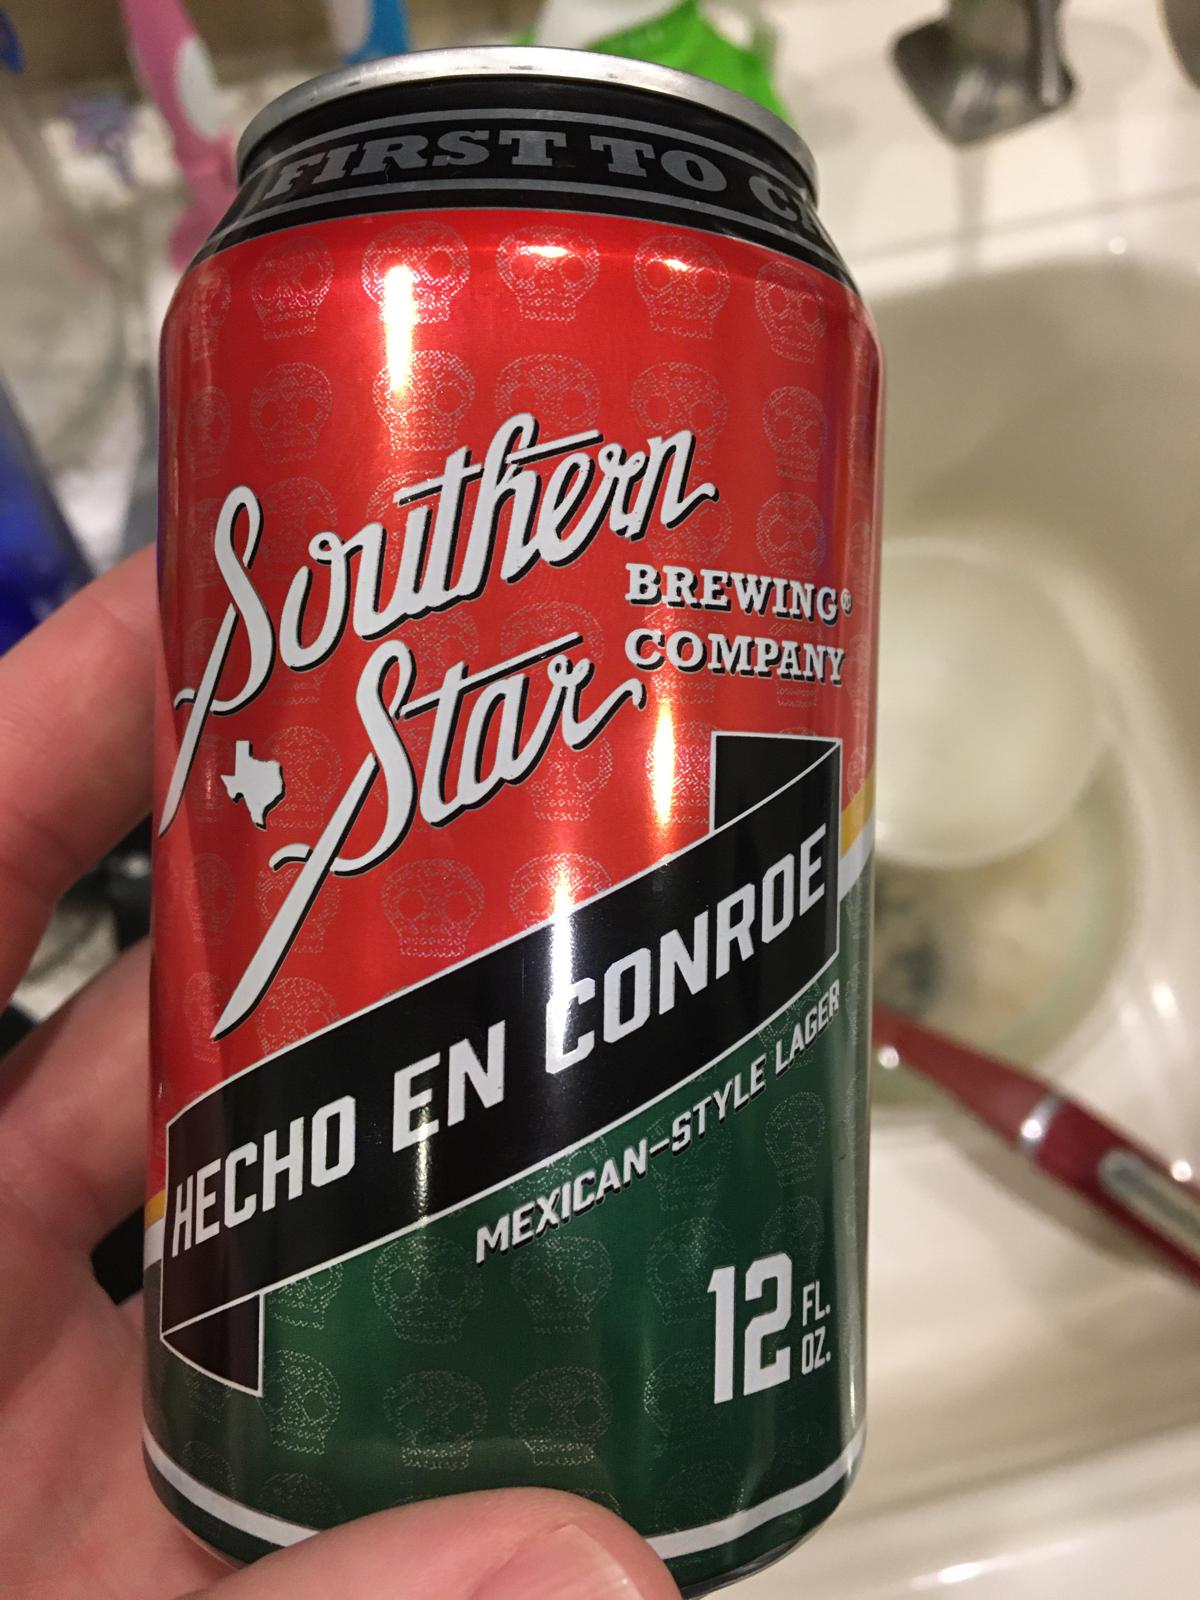 FIRST TO
Southern
Star
BREWING®
COMPANY
HECHO EN CONROE
MEXICAN-STYLE LAGER
12 FL. OZ.